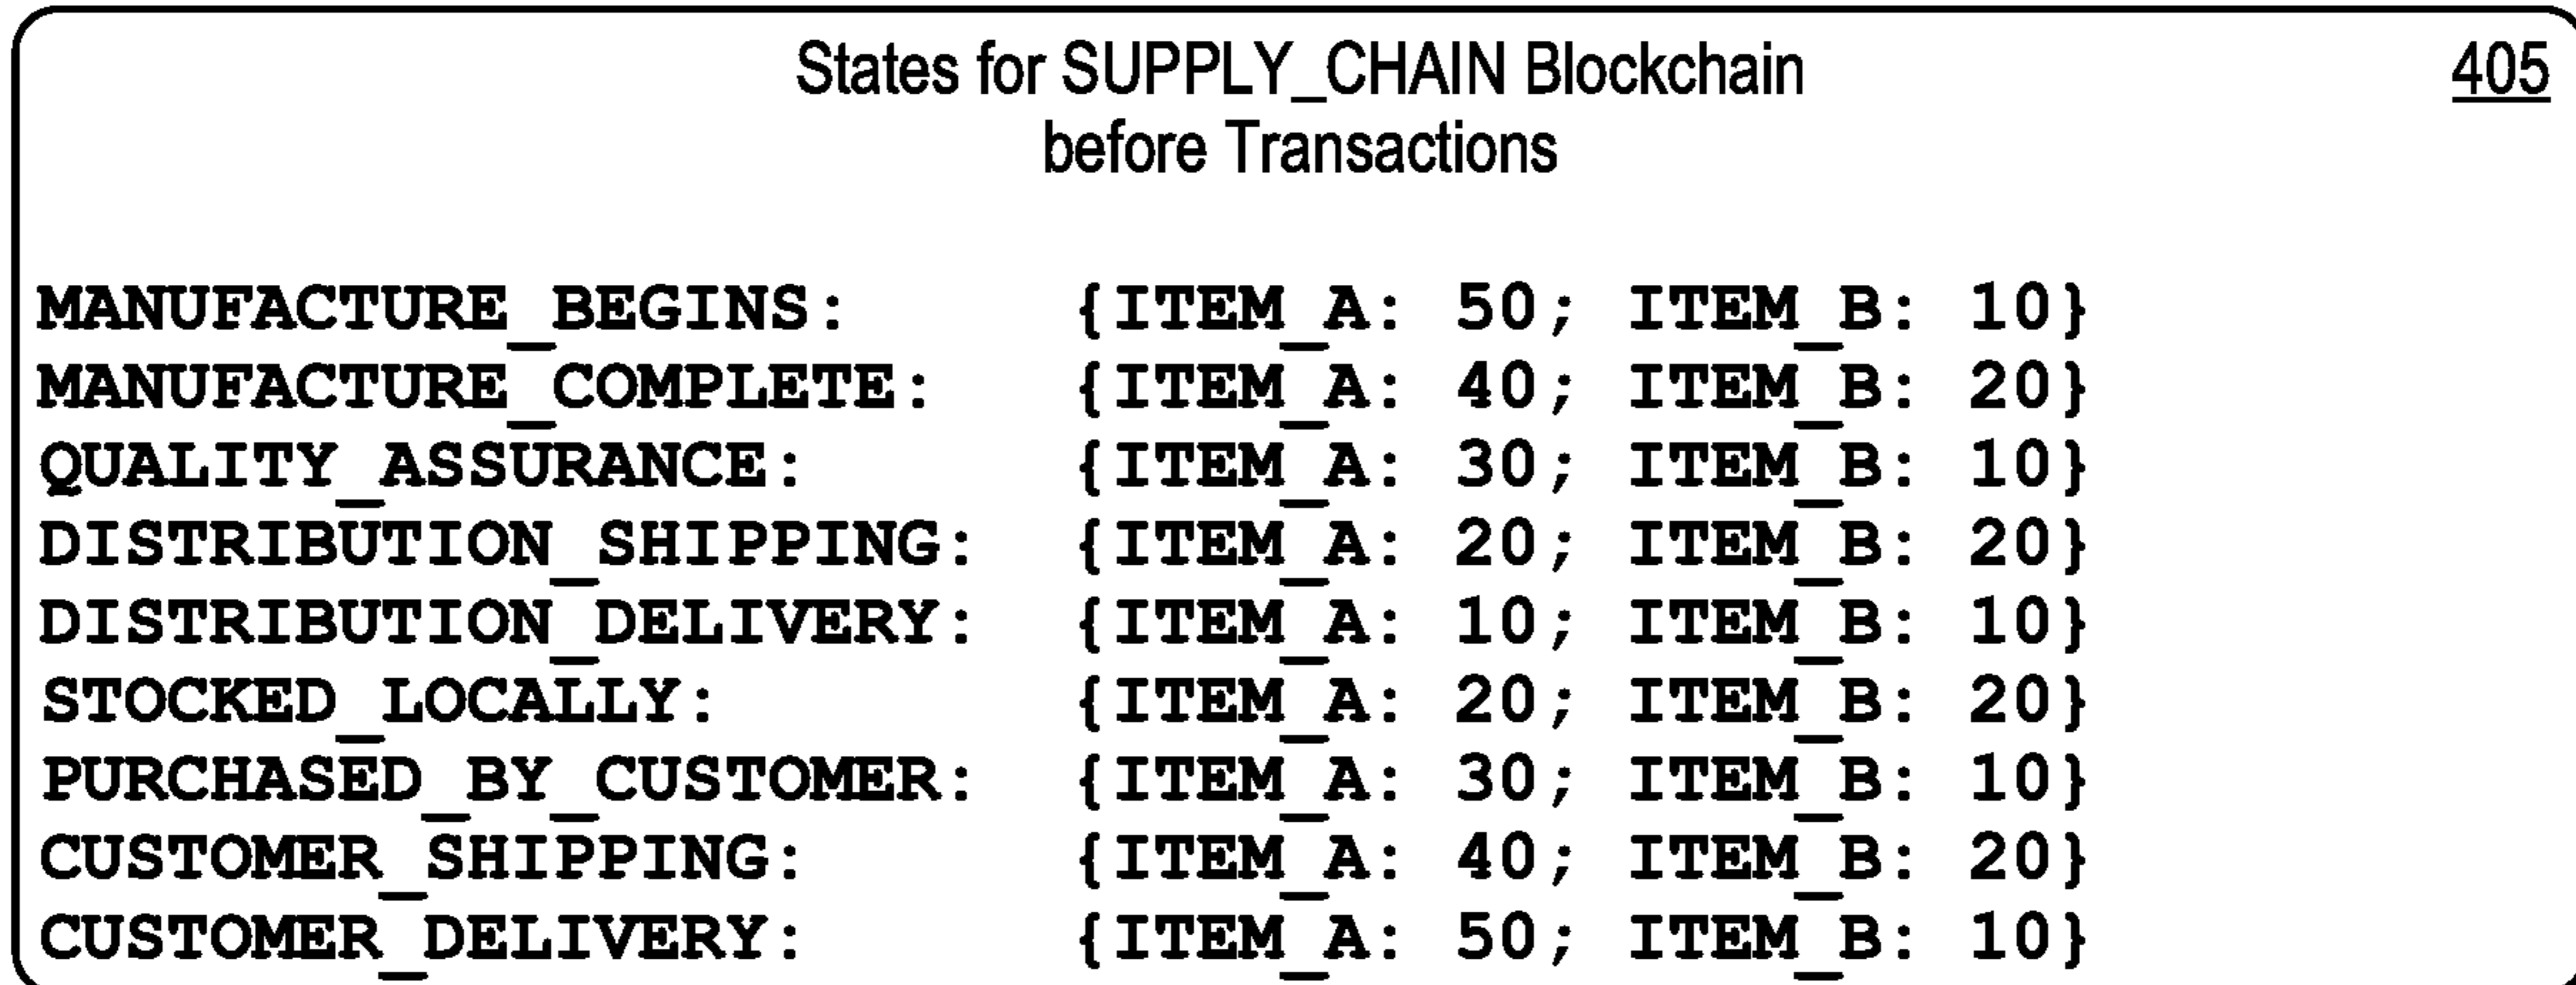 States for SUPPLY_CHAIN Blockchain 405
before Transactions
MANUFACTURE_BEGINS: {ITEM_A: 50; ITEM_B: 10}
MANUFACTURE_COMPLETE: {ITEM_A: 40; ITEM_B: 20}
QUALITY_ASSURANCE: {ITEM_A: 30; ITEM_B: 10}
DISTRIBUTION_SHIPPING: {ITEM_A: 20; ITEM_B: 20}
DISTRIBUTION_DELIVERY: {ITEM_A: 10; ITEM_B: 10}
STOCKED_LOCALLY: {ITEM_A: 20; ITEM_B: 20}
PURCHASED_BY_CUSTOMER: {ITEM_A: 30; ITEM_B: 10}
CUSTOMER_SHIPPING: {ITEM_A: 40; ITEM_B: 20}
CUSTOMER_DELIVERY: {ITEM_A: 50; ITEM_B: 10}